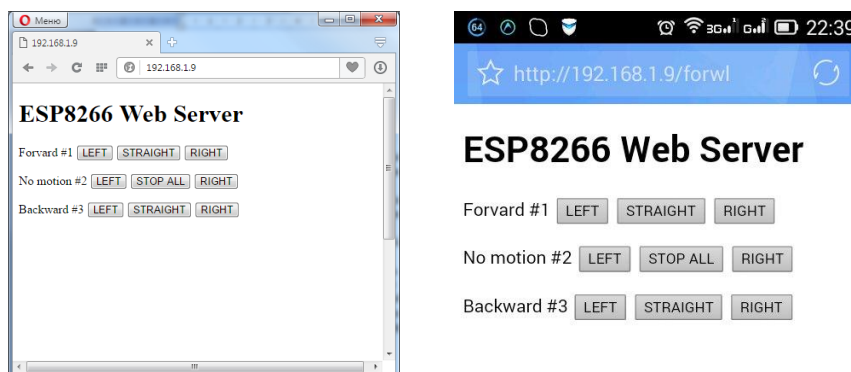 Меню
192.168.1.9
192.168.1.9
ESP8266 Web Server
Forvard #1 LEFT STRAIGHT RIGHT
No motion #2 LEFT STOP ALL RIGHT
Backward #3 LEFT STRAIGHT RIGHT
64 3G 1 G 22:39
http://192.168.1.9/forwl
ESP8266 Web Server
Forvard #1 LEFT STRAIGHT RIGHT
No motion #2 LEFT STOP ALL RIGHT
Backward #3 LEFT STRAIGHT RIGHT